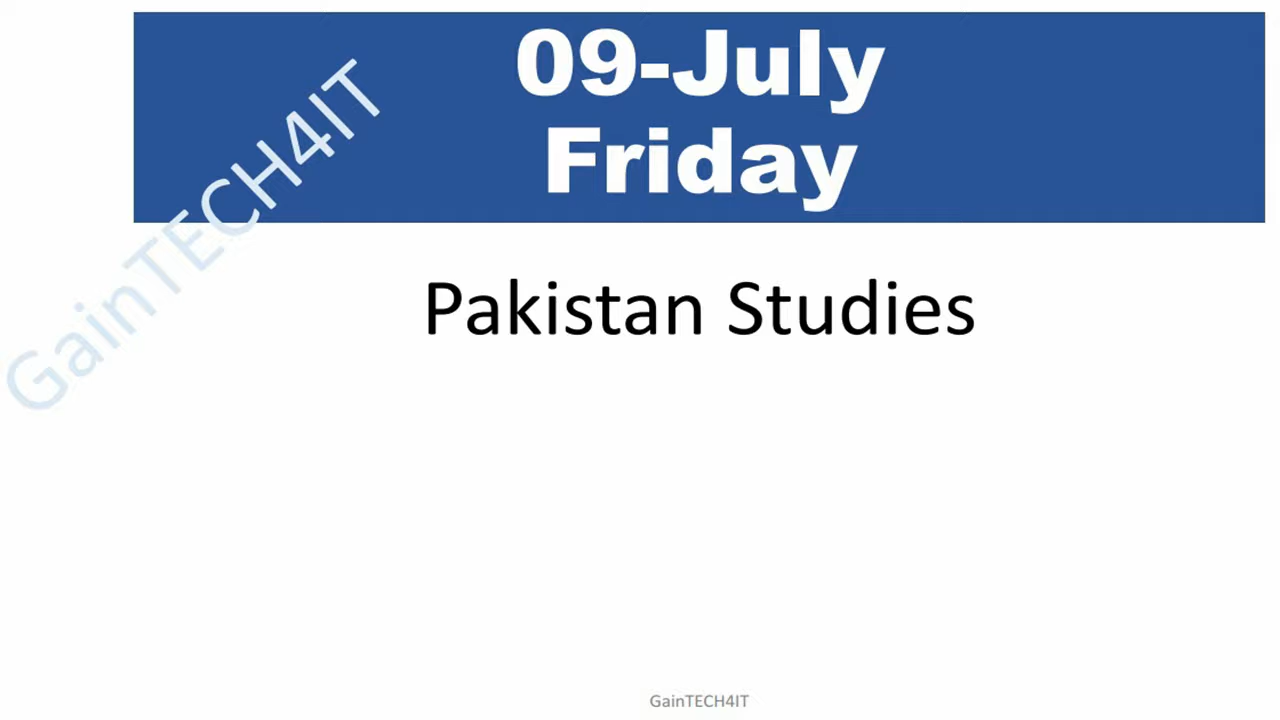 09-July
Friday
GainTECH4IT
Pakistan Studies
GainTECH4IT